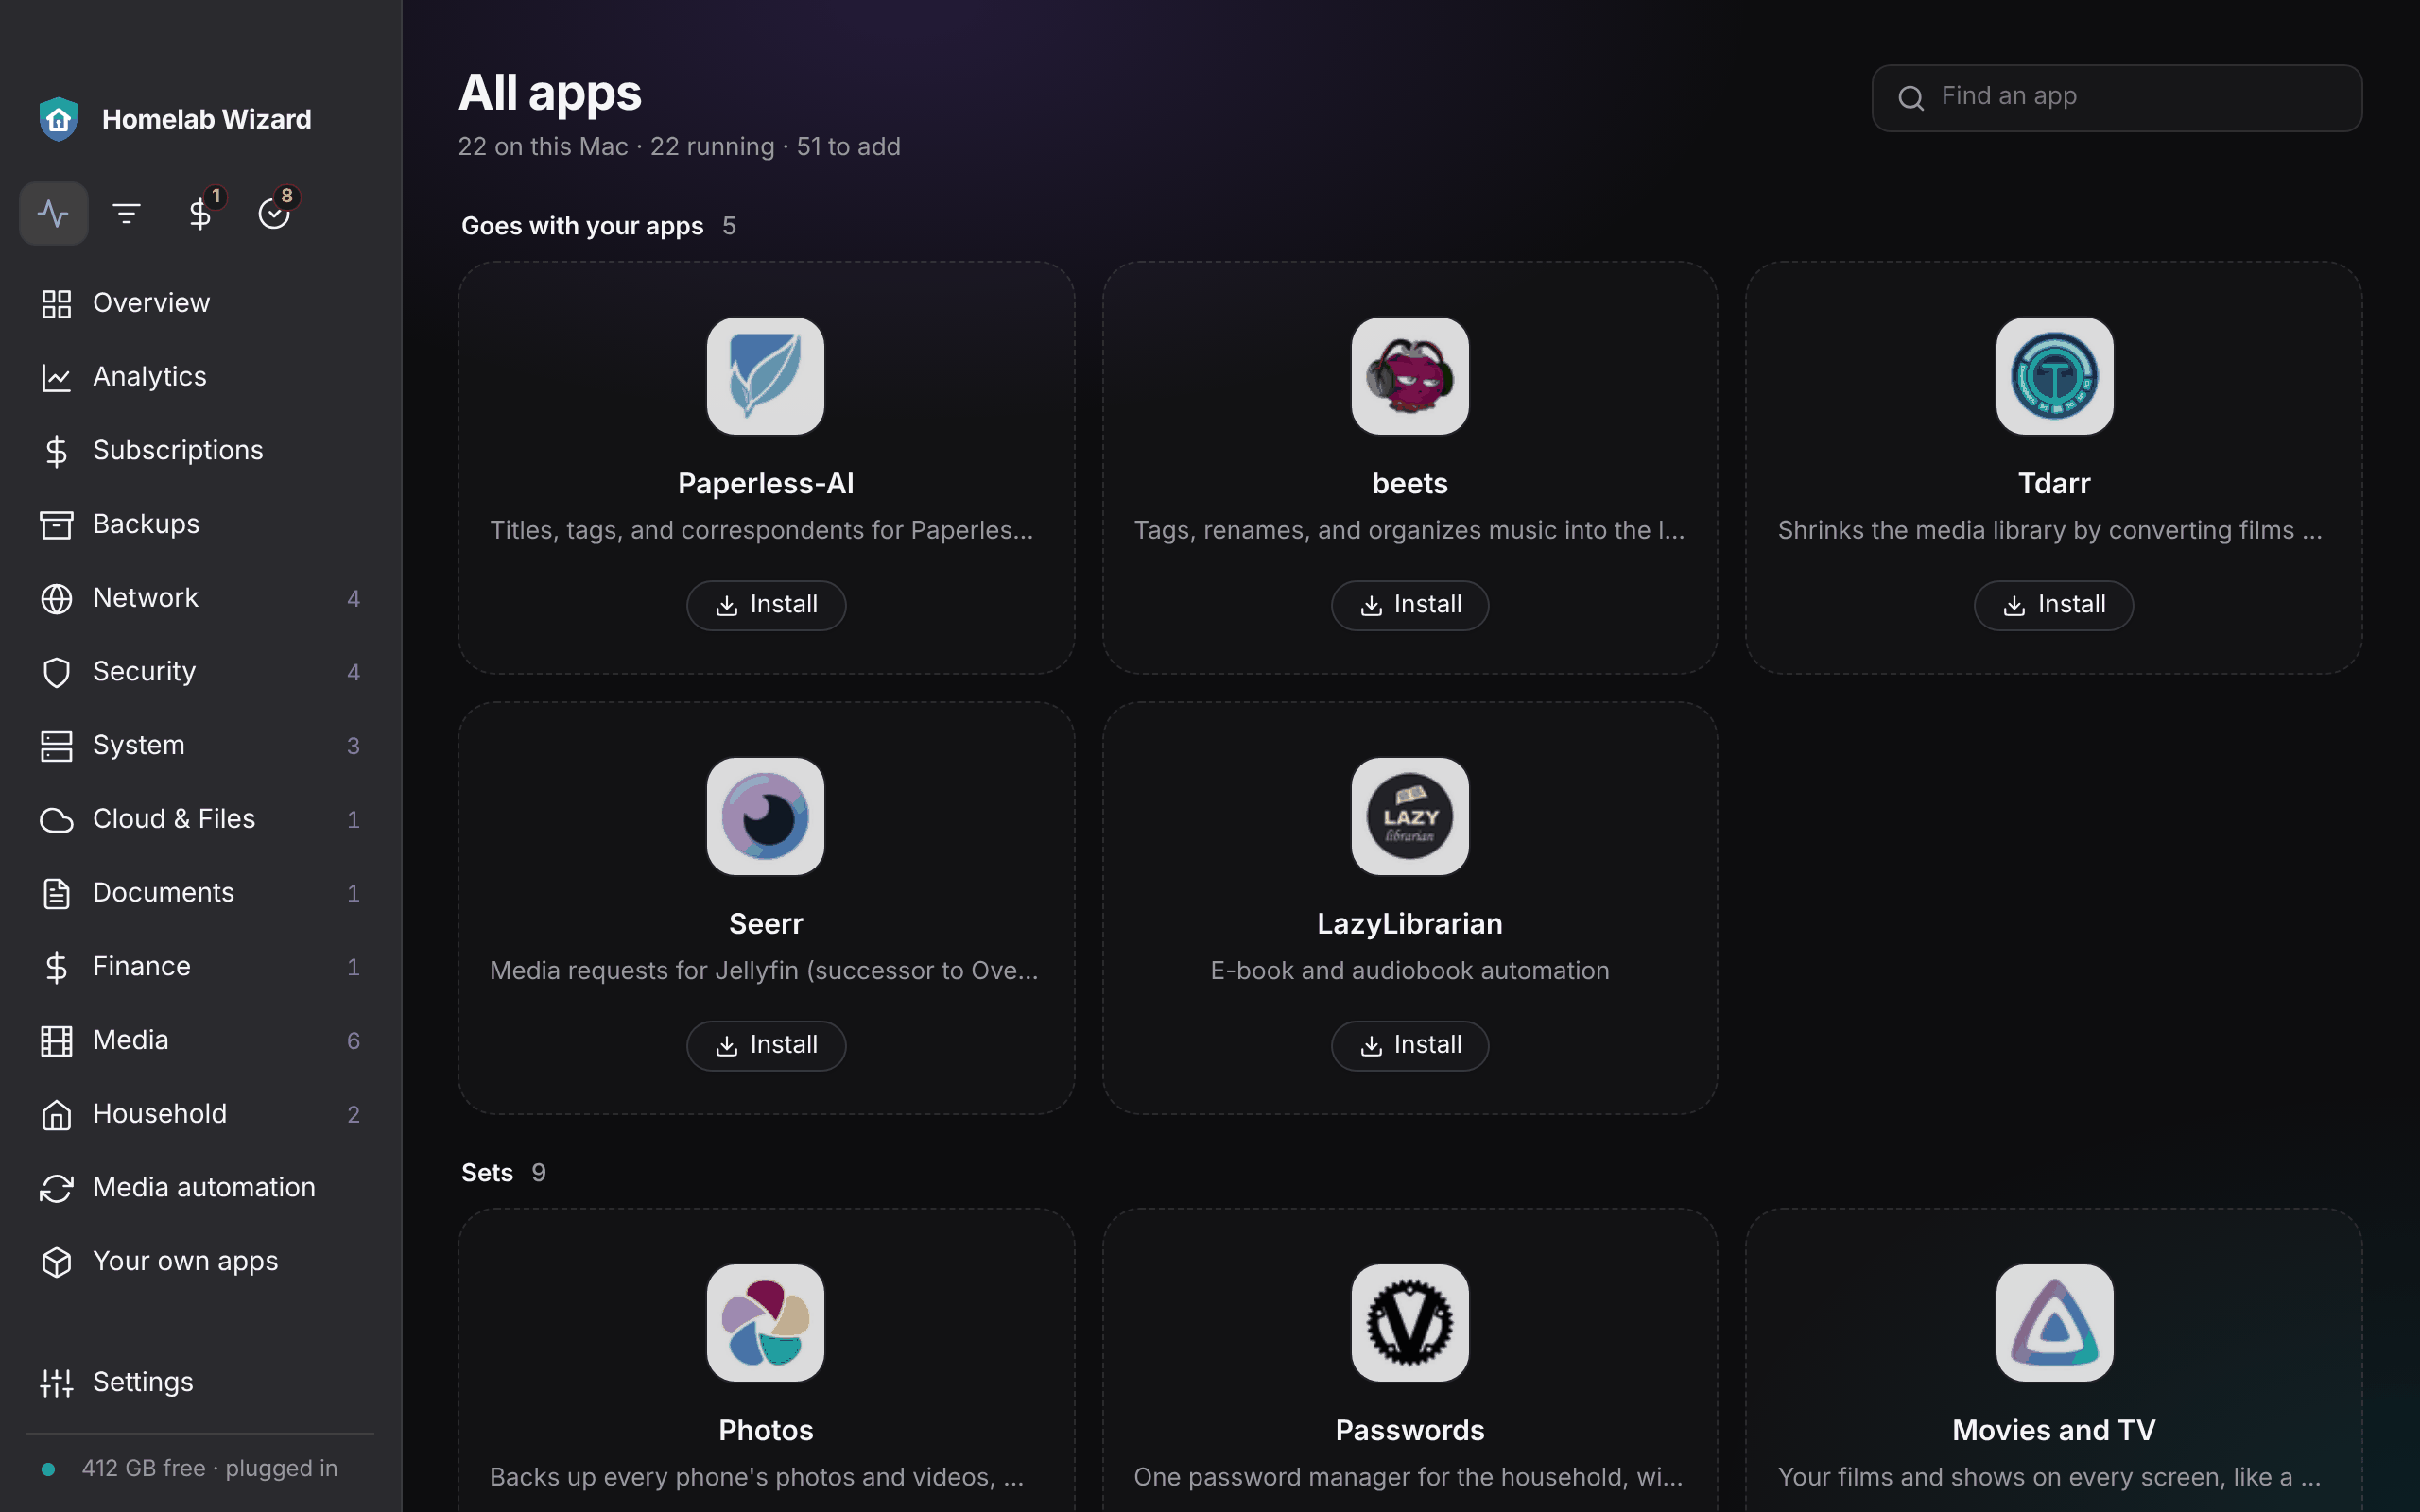 Homelab Wizard
1
8
Overview
Analytics
Subscriptions
Backups
Network 4
Security 4
System 3
Cloud & Files 1
Documents 1
Finance 1
Media 6
Household 2
Media automation
Your own apps
Settings
412 GB free · plugged in
All apps
22 on this Mac · 22 running · 51 to add
Find an app
Goes with your apps 5
Paperless-AI
Titles, tags, and correspondents for Paperles...
Install
beets
Tags, renames, and organizes music into the l...
Install
T
Tdarr
Shrinks the media library by converting films ...
Install
Seerr
Media requests for Jellyfin (successor to Ove...
Install
LAZY
librarian
LazyLibrarian
E-book and audiobook automation
Install
Sets 9
Photos
Backs up every phone's photos and videos, ...
V
Passwords
One password manager for the household, wi...
Movies and TV
Your films and shows on every screen, like a ...